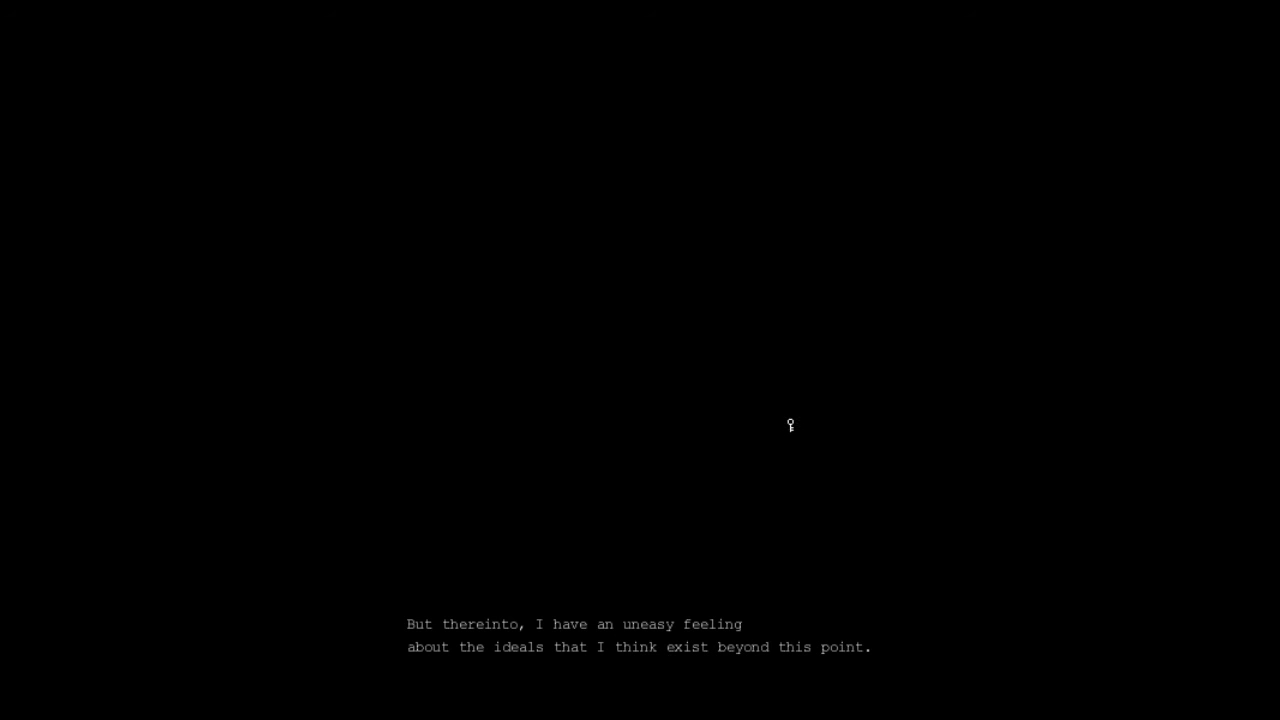 But thereinto, I have an uneasy feeling
about the ideals that I think exist beyond this point.